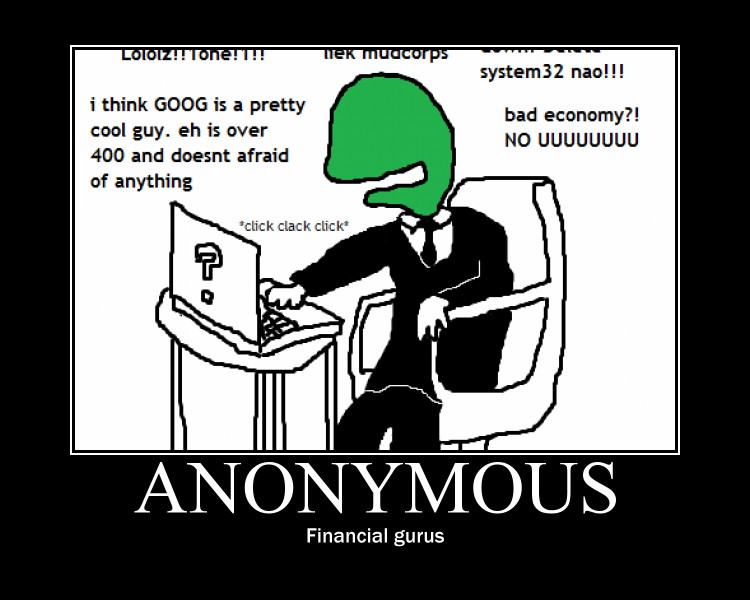 Lololz!!1one!1!!
liek mudcorps
system32 nao!!!
i think GOOG is a pretty
cool guy. eh is over
400 and doesnt afraid
of anything
bad economy?!
NO UUUUUUUU
*click clack click*
?
ANONYMOUS
Financial gurus